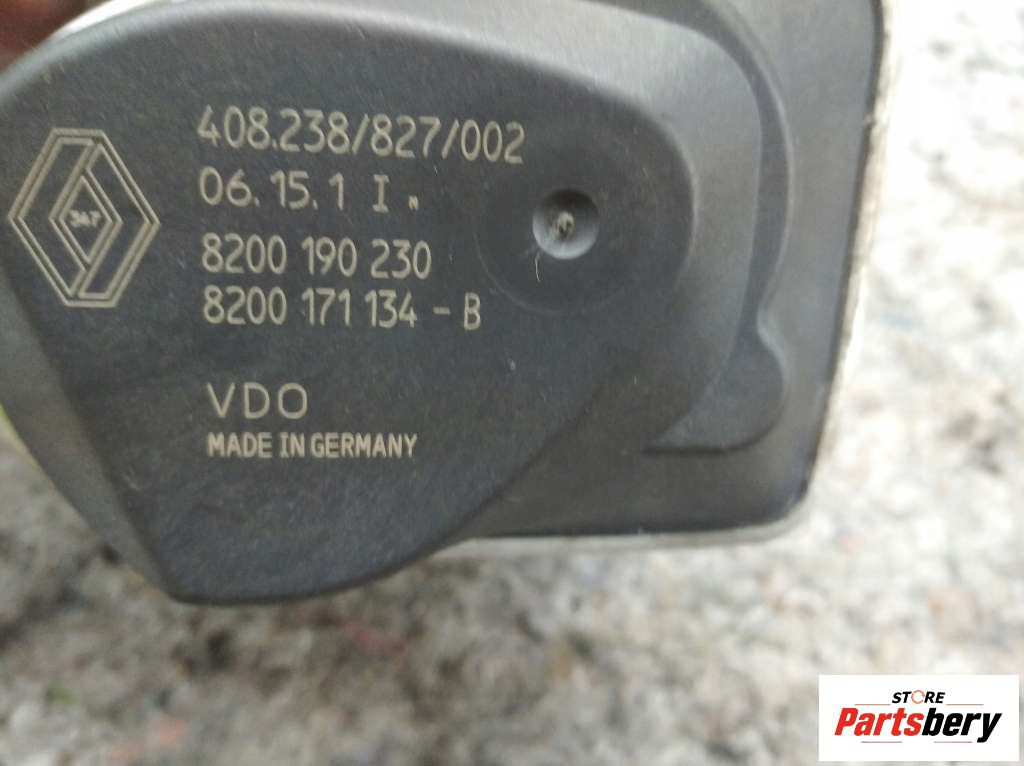 408.238/827/002
06.15.1 I
347
8200 190 230
8200 171 134 - B
VDO
MADE IN GERMANY
STORE
Partsbery